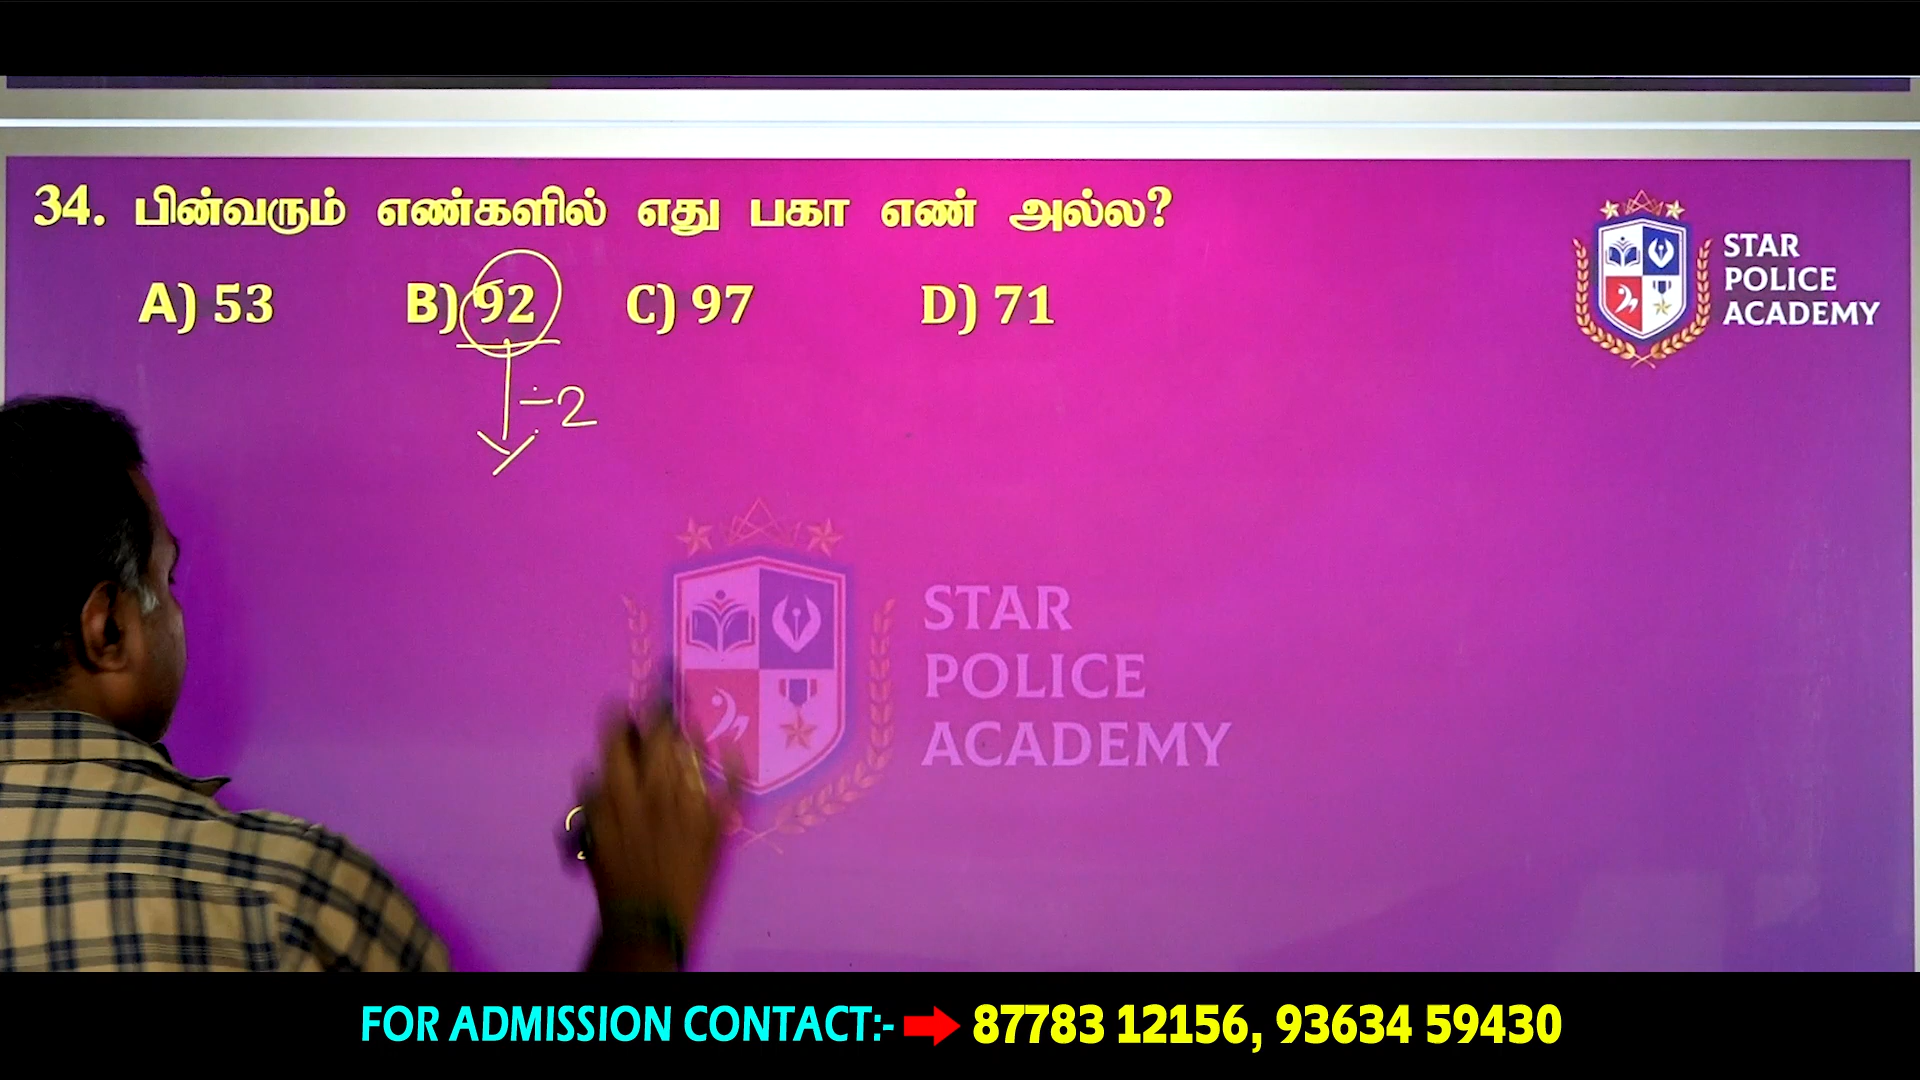 34. பின்வரும் எண்களில் எது பகா எண் அல்ல?
A) 53 B) 92 C) 97 D) 71
÷2
STAR
POLICE
ACADEMY
STAR
POLICE
ACADEMY
FOR ADMISSION CONTACT:- 87783 12156, 93634 59430